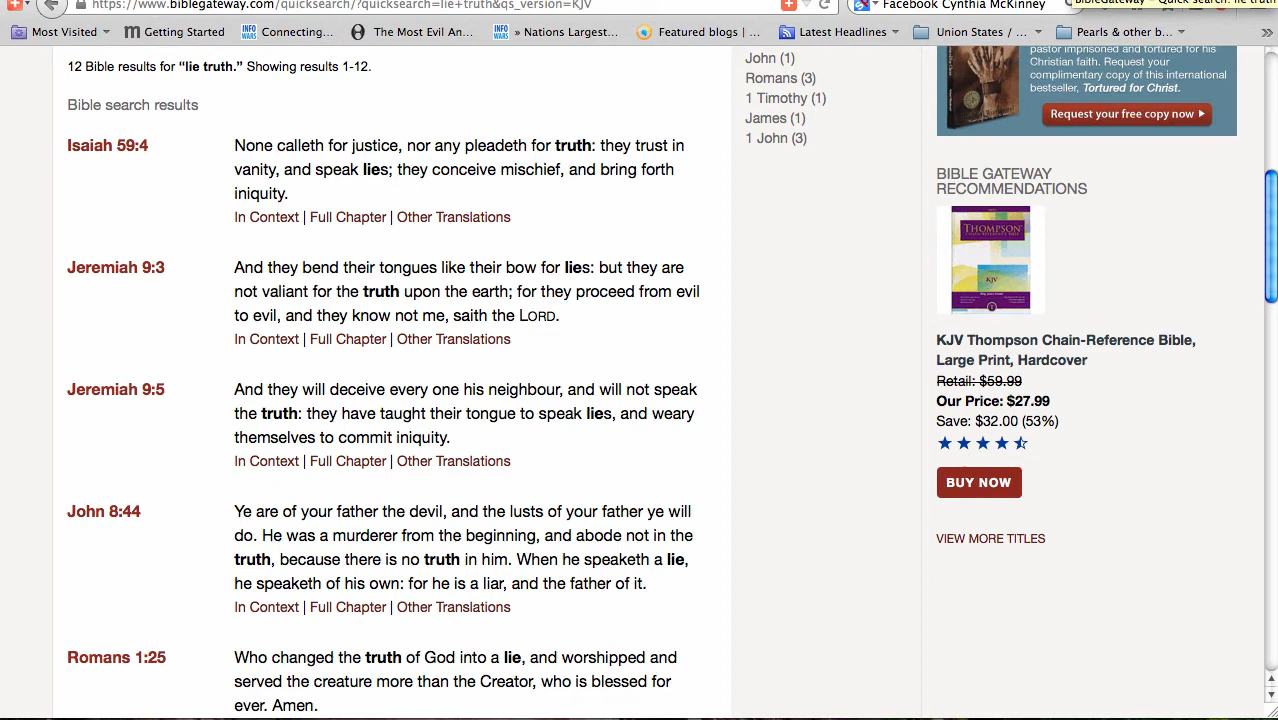 https://www.biblegateway.com/quicksearch/?quicksearch=lie+truth&qs_version=KJV
Facebook Cynthia McKinney
BibleGateway - Quick search: lie truth
Most Visited
Getting Started
INFO WARS Connecting...
The Most Evil An...
INFO WARS » Nations Largest...
Featured blogs | ...
Latest Headlines
Union States / ...
Pearls & other b...
12 Bible results for “lie truth.” Showing results 1-12.
Bible search results
Isaiah 59:4
None calleth for justice, nor any pleadeth for truth: they trust in
vanity, and speak lies; they conceive mischief, and bring forth
iniquity.
In Context | Full Chapter | Other Translations
Jeremiah 9:3
And they bend their tongues like their bow for lies: but they are
not valiant for the truth upon the earth; for they proceed from evil
to evil, and they know not me, saith the LORD.
In Context | Full Chapter | Other Translations
Jeremiah 9:5
And they will deceive every one his neighbour, and will not speak
the truth: they have taught their tongue to speak lies, and weary
themselves to commit iniquity.
In Context | Full Chapter | Other Translations
John 8:44
Ye are of your father the devil, and the lusts of your father ye will
do. He was a murderer from the beginning, and abode not in the
truth, because there is no truth in him. When he speaketh a lie,
he speaketh of his own: for he is a liar, and the father of it.
In Context | Full Chapter | Other Translations
Romans 1:25
Who changed the truth of God into a lie, and worshipped and
served the creature more than the Creator, who is blessed for
ever. Amen.
John (1)
Romans (3)
1 Timothy (1)
James (1)
1 John (3)
pastor imprisoned and tortured for his
Christian faith. Request your
complimentary copy of this international
bestseller, Tortured for Christ.
Request your free copy now
BIBLE GATEWAY
RECOMMENDATIONS
THOMPSON
CHAIN-REFERENCE BIBLE
KJV
KJV Thompson Chain-Reference Bible,
Large Print, Hardcover
Retail: $59.99
Our Price: $27.99
Save: $32.00 (53%)
BUY NOW
VIEW MORE TITLES